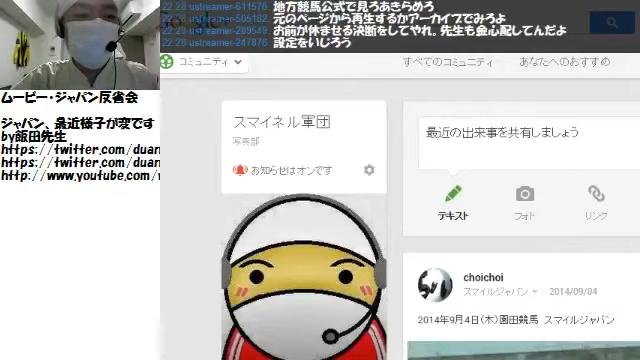 22:20 ustreamer-611576 地方競馬公式で見ろあきらめろ
元のページから再生するかアーカイブでみろよ
お前が休ませる決断をしてやれ。先生も金心配してんだよ
22:20 ustreamer-247876 設定をいじろう
ムービー・ジャパン反省会
ジャパン、最近様子が変です
by飯田先生
https://twitter.com/duan
https://twitter.com/duan
http://www.youtube.com/
コミュニティ
すべてのコミュニティ
あなたへのおすすめ
スマイネル軍団
写真部
お知らせはオンです
最近の出来事を共有しましょう
テキスト
フォト
リンク
choichoi
スマイルジャパン
2014/09/04
2014年9月4日(木)園田競馬 スマイルジャパン